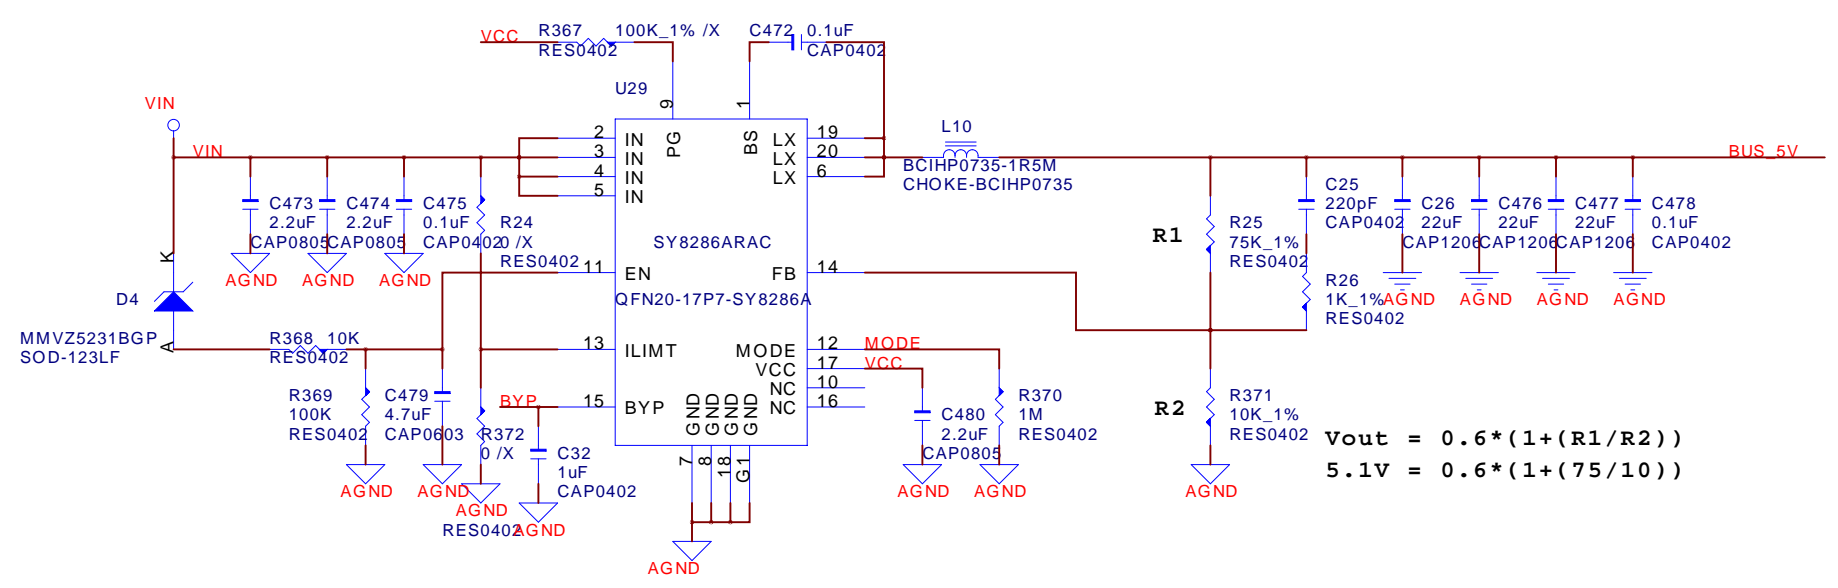 R367 100K_1% /X
VCC
RES0402
C472 0.1uF
CAP0402
U29
9
1
VIN
VIN
PG
BS
2 IN
3 IN
4 IN
5 IN
LX 19
LX 20
LX 6
L10
BCIHP0735-1R5M
CHOKE-BCIHP0735
BUS_5V
C473
2.2uF
CAP0805
AGND
C474
2.2uF
CAP0805
AGND
C475
0.1uF
CAP0402
AGND
R24
0 /X
RES0402
SY8286ARAC
11 EN
FB 14
QFN20-17P7-SY8286A
R1
R25
75K_1%
RES0402
C25
220pF
CAP0402
R26
1K_1%
RES0402
C26
22uF
CAP1206
AGND
C476
22uF
CAP1206
AGND
C477
22uF
CAP1206
AGND
C478
0.1uF
CAP0402
AGND
K
D4
A
MMVZ5231BGP
SOD-123LF
R368 10K
RES0402
13 ILIMT
MODE 12 MODE
VCC 17 VCC
NC 10
NC 16
R369
100K
RES0402
AGND
C479
4.7uF
CAP0603
AGND
BYP
15 BYP
R372
0 /X
AGND
RES0402
C32
1uF
CAP0402
AGND
GND
GND
GND
GND
7
8
18
G1
AGND
C480
2.2uF
CAP0805
AGND
R370
1M
RES0402
AGND
R2
R371
10K_1%
RES0402
AGND
Vout = 0.6*(1+(R1/R2))
5.1V = 0.6*(1+(75/10))